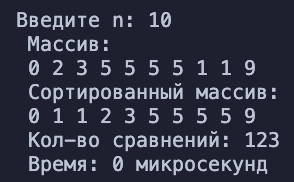 Введите n: 10
Массив:
0 2 3 5 5 5 5 1 1 9
Сортированный массив:
0 1 1 2 3 5 5 5 5 9
Кол-во сравнений: 123
Время: 0 микросекунд